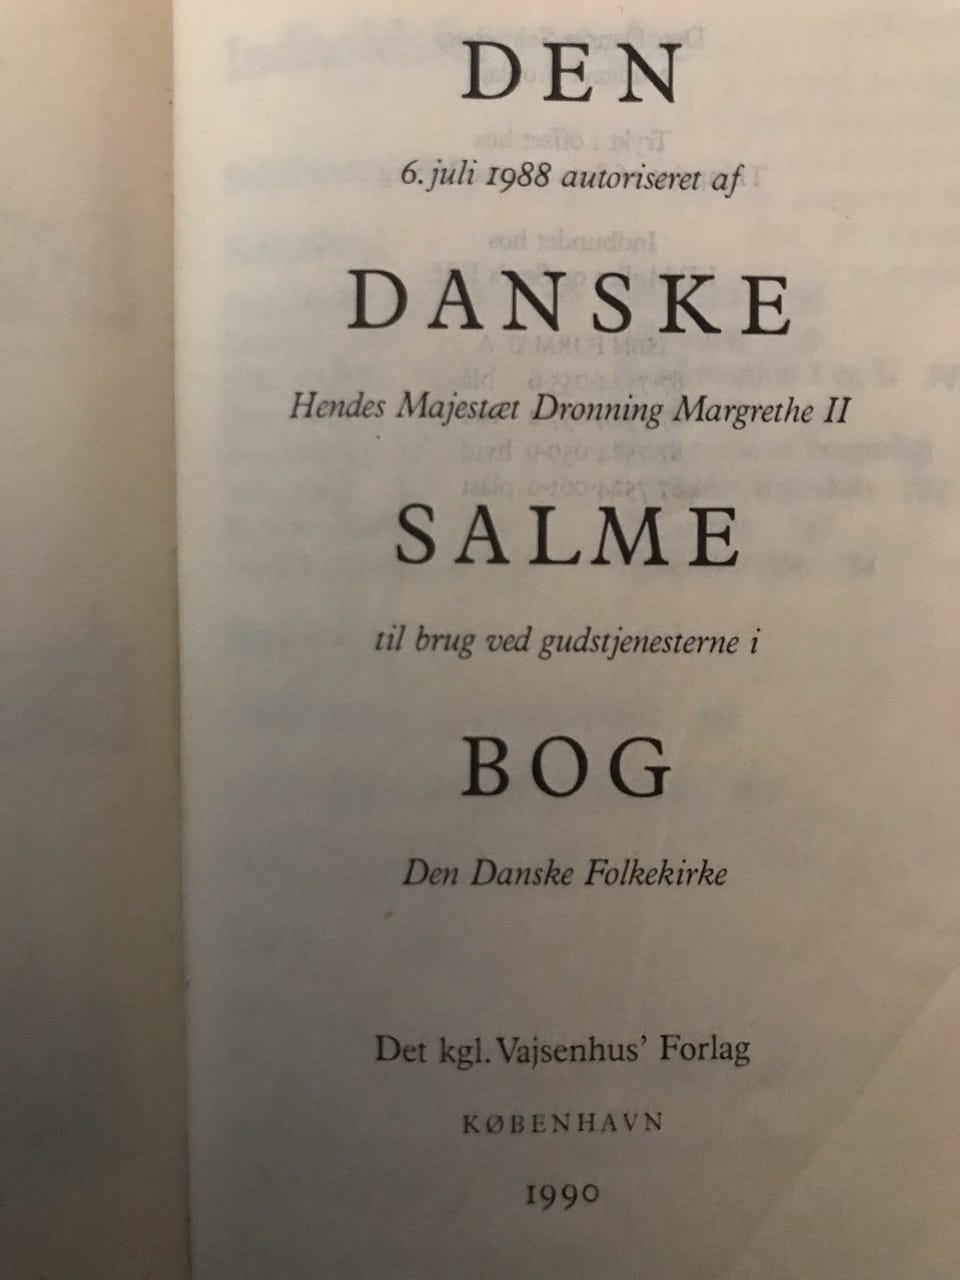 DEN
6. juli 1988 autoriseret af
DANSKE
Hendes Majestæt Dronning Margrethe II
SALME
til brug ved gudstjenesterne i
BOG
Den Danske Folkekirke
Det kgl. Vajsenhus’ Forlag
KØBENHAVN
1990